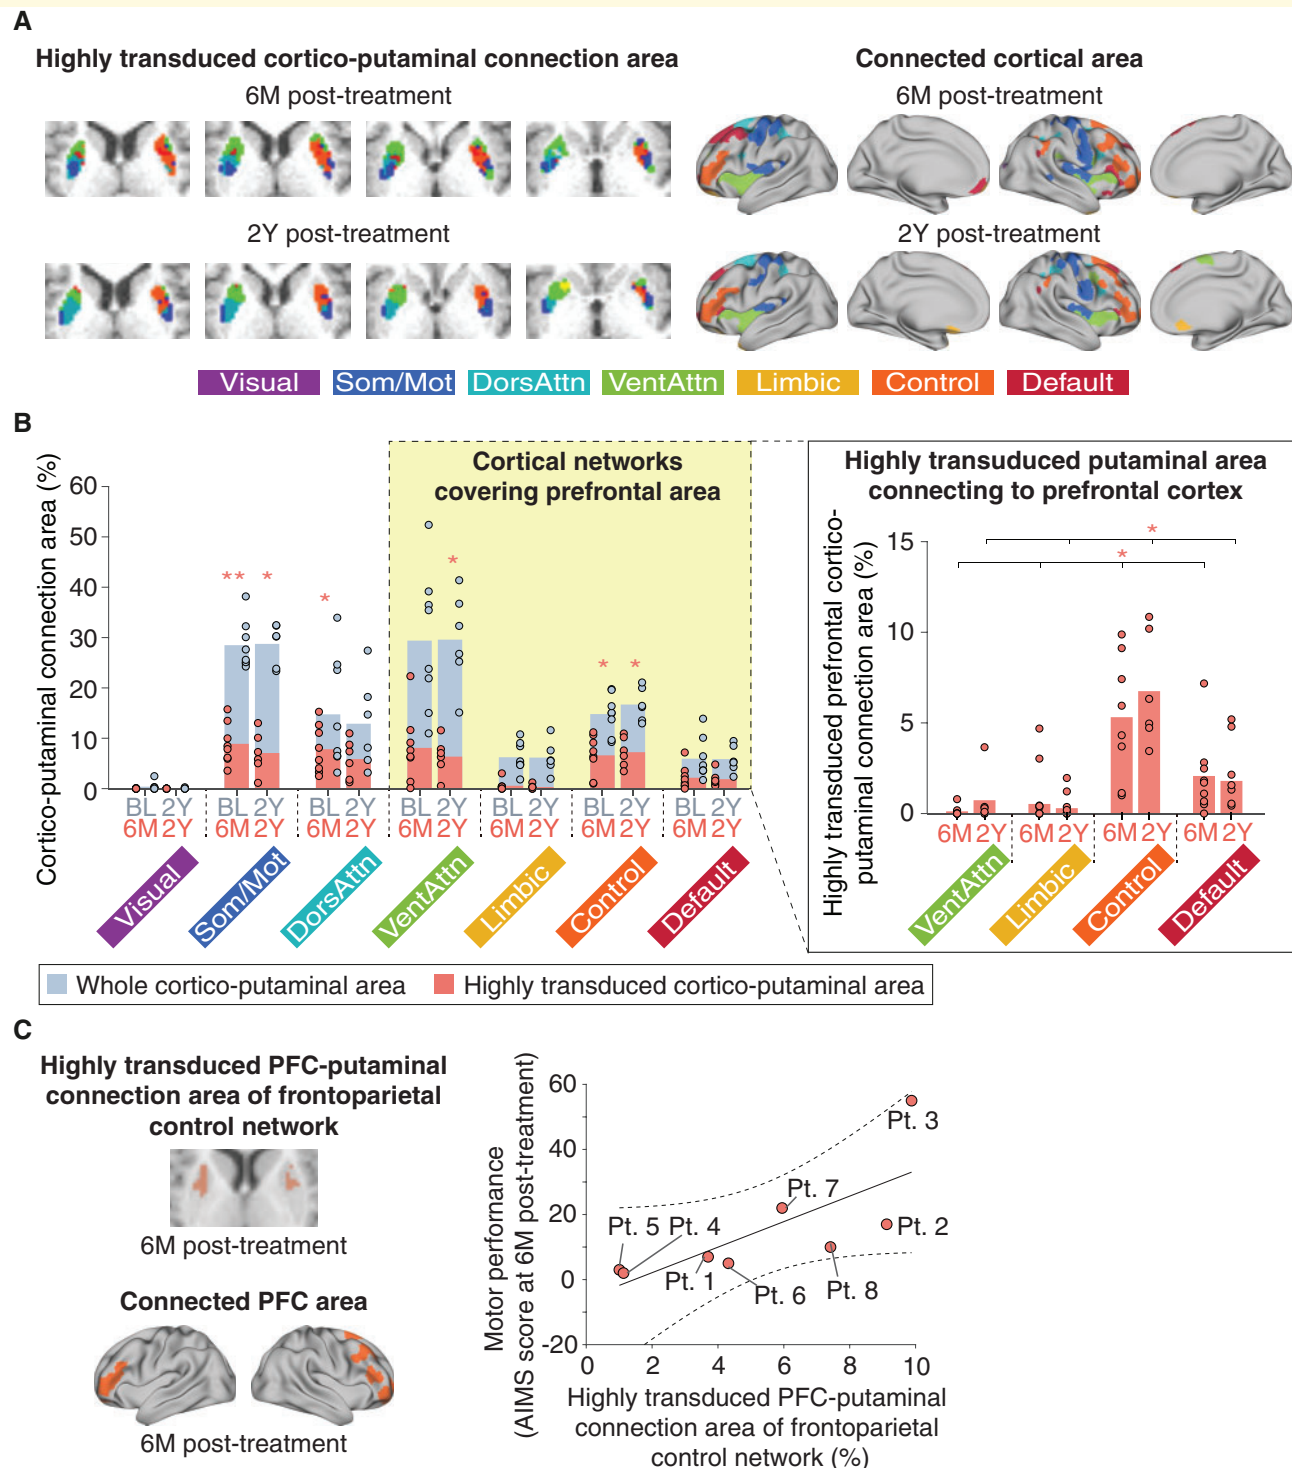 A
Highly transduced cortico-putaminal connection area
Connected cortical area
6M post-treatment
6M post-treatment
2Y post-treatment
2Y post-treatment
Visual
Som/Mot
DorsAttn
VentAttn
Limbic
Control
Default
B
Cortico-putaminal connection area (%)
60
50
40
30
20
10
0
Cortical networks
covering prefrontal area
**
*
*
*
*
*
BL 2Y
BL 2Y
BL 2Y
BL 2Y
BL 2Y
BL 2Y
BL 2Y
6M 2Y
6M 2Y
6M 2Y
6M 2Y
6M 2Y
6M 2Y
6M 2Y
Visual
Som/Mot
DorsAttn
VentAttn
Limbic
Control
Default
Highly transuduced putaminal area
connecting to prefrontal cortex
Highly transduced prefrontal cortico-
putaminal connection area (%)
15
10
5
0
*
*
6M 2Y
6M 2Y
6M 2Y
6M 2Y
VentAttn
Limbic
Control
Default
Whole cortico-putaminal area
Highly transduced cortico-putaminal area
C
Highly transduced PFC-putaminal
connection area of frontoparietal
control network
6M post-treatment
Connected PFC area
6M post-treatment
Motor perfornance
(AIMS score at 6M post-treatment)
60
40
20
0
-20
0
2
4
6
8
10
Pt. 3
Pt. 7
Pt. 5
Pt. 4
Pt. 2
Pt. 1
Pt. 6
Pt. 8
Highly transduced PFC-putaminal
connection area of frontoparietal
control network (%)